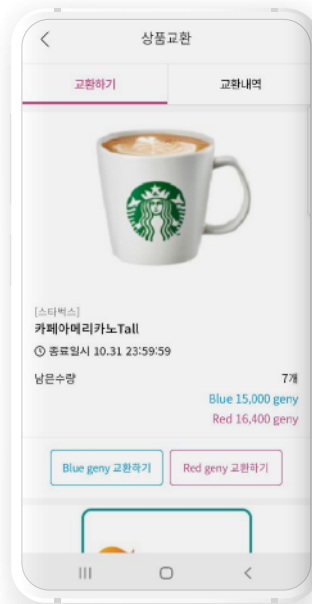 상품교환
교환하기
교환내역
[스타벅스]
카페아메리카노Tall
종료일시 10.31 23:59:59
남은수량
7개
Blue 15,000 geny
Red 16,400 geny
Blue geny 교환하기
Red geny 교환하기